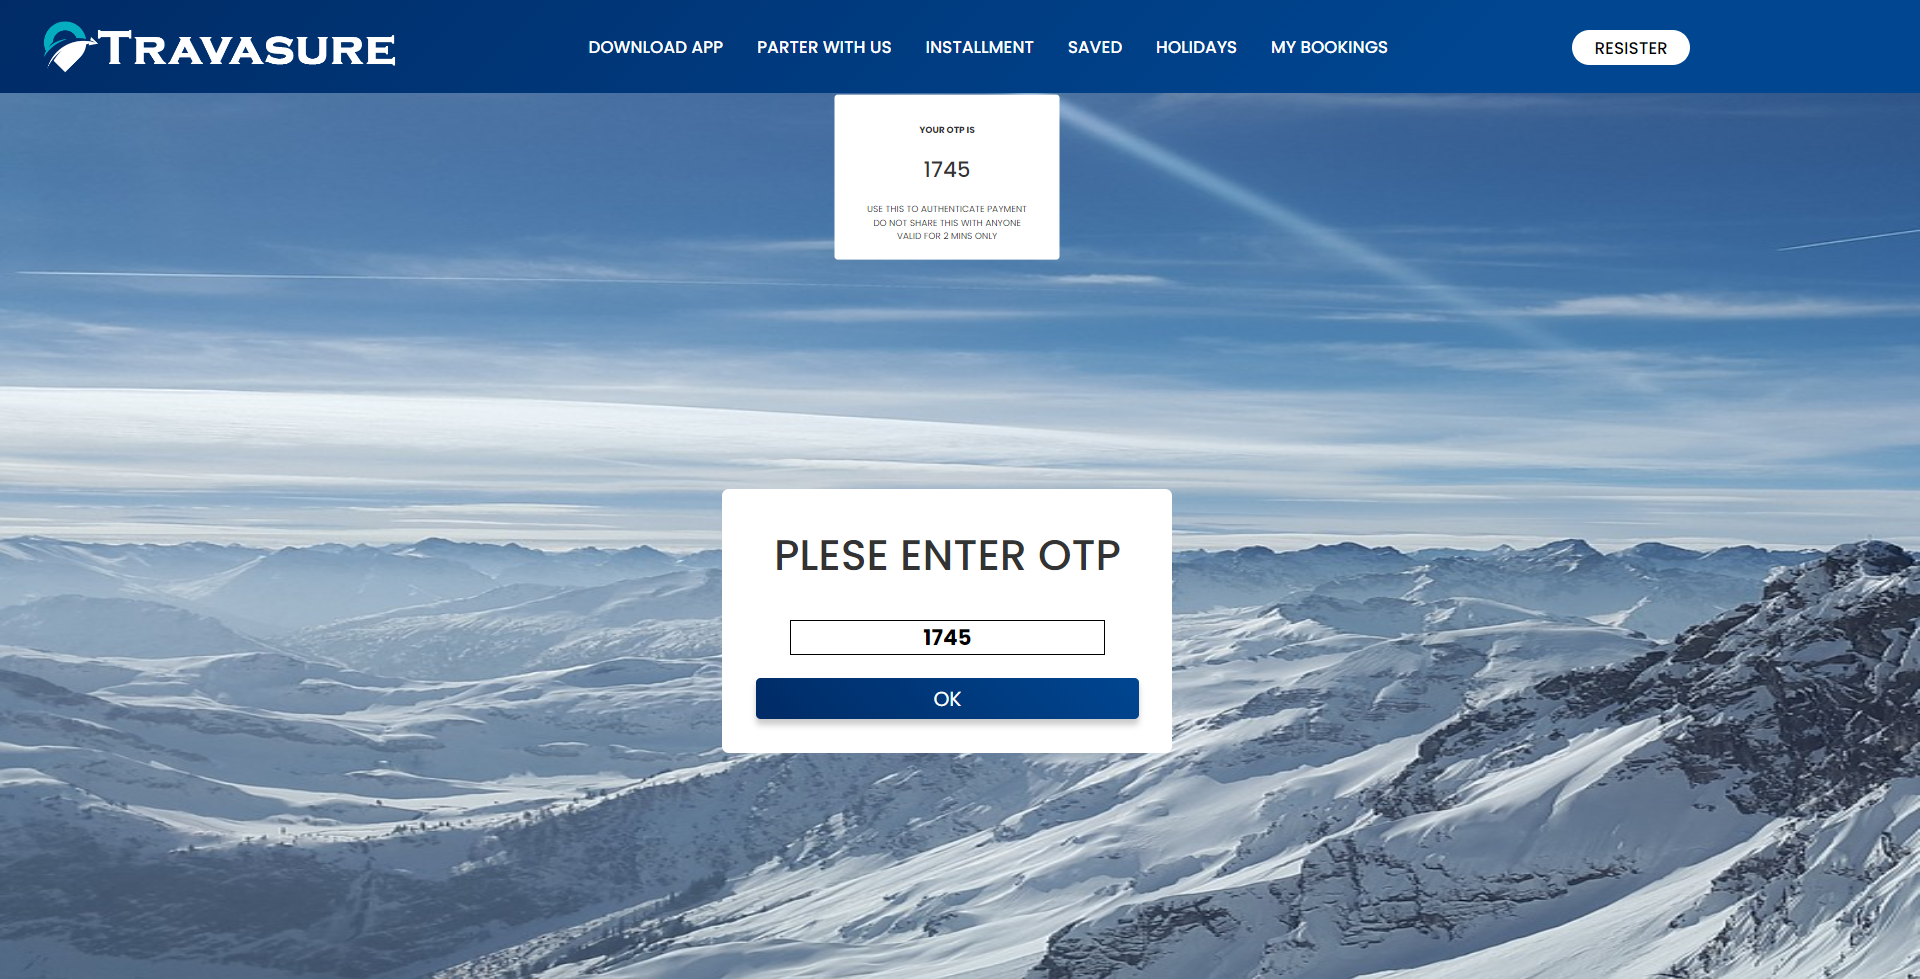 TRAVASURE
DOWNLOAD APP PARTER WITH US INSTALLMENT SAVED HOLIDAYS MY BOOKINGS RESISTER
YOUR OTP IS
1745
USE THIS TO AUTHENTICATE PAYMENT
DO NOT SHARE THIS WITH ANYONE
VALID FOR 2 MINS ONLY
PLESE ENTER OTP
1745
OK